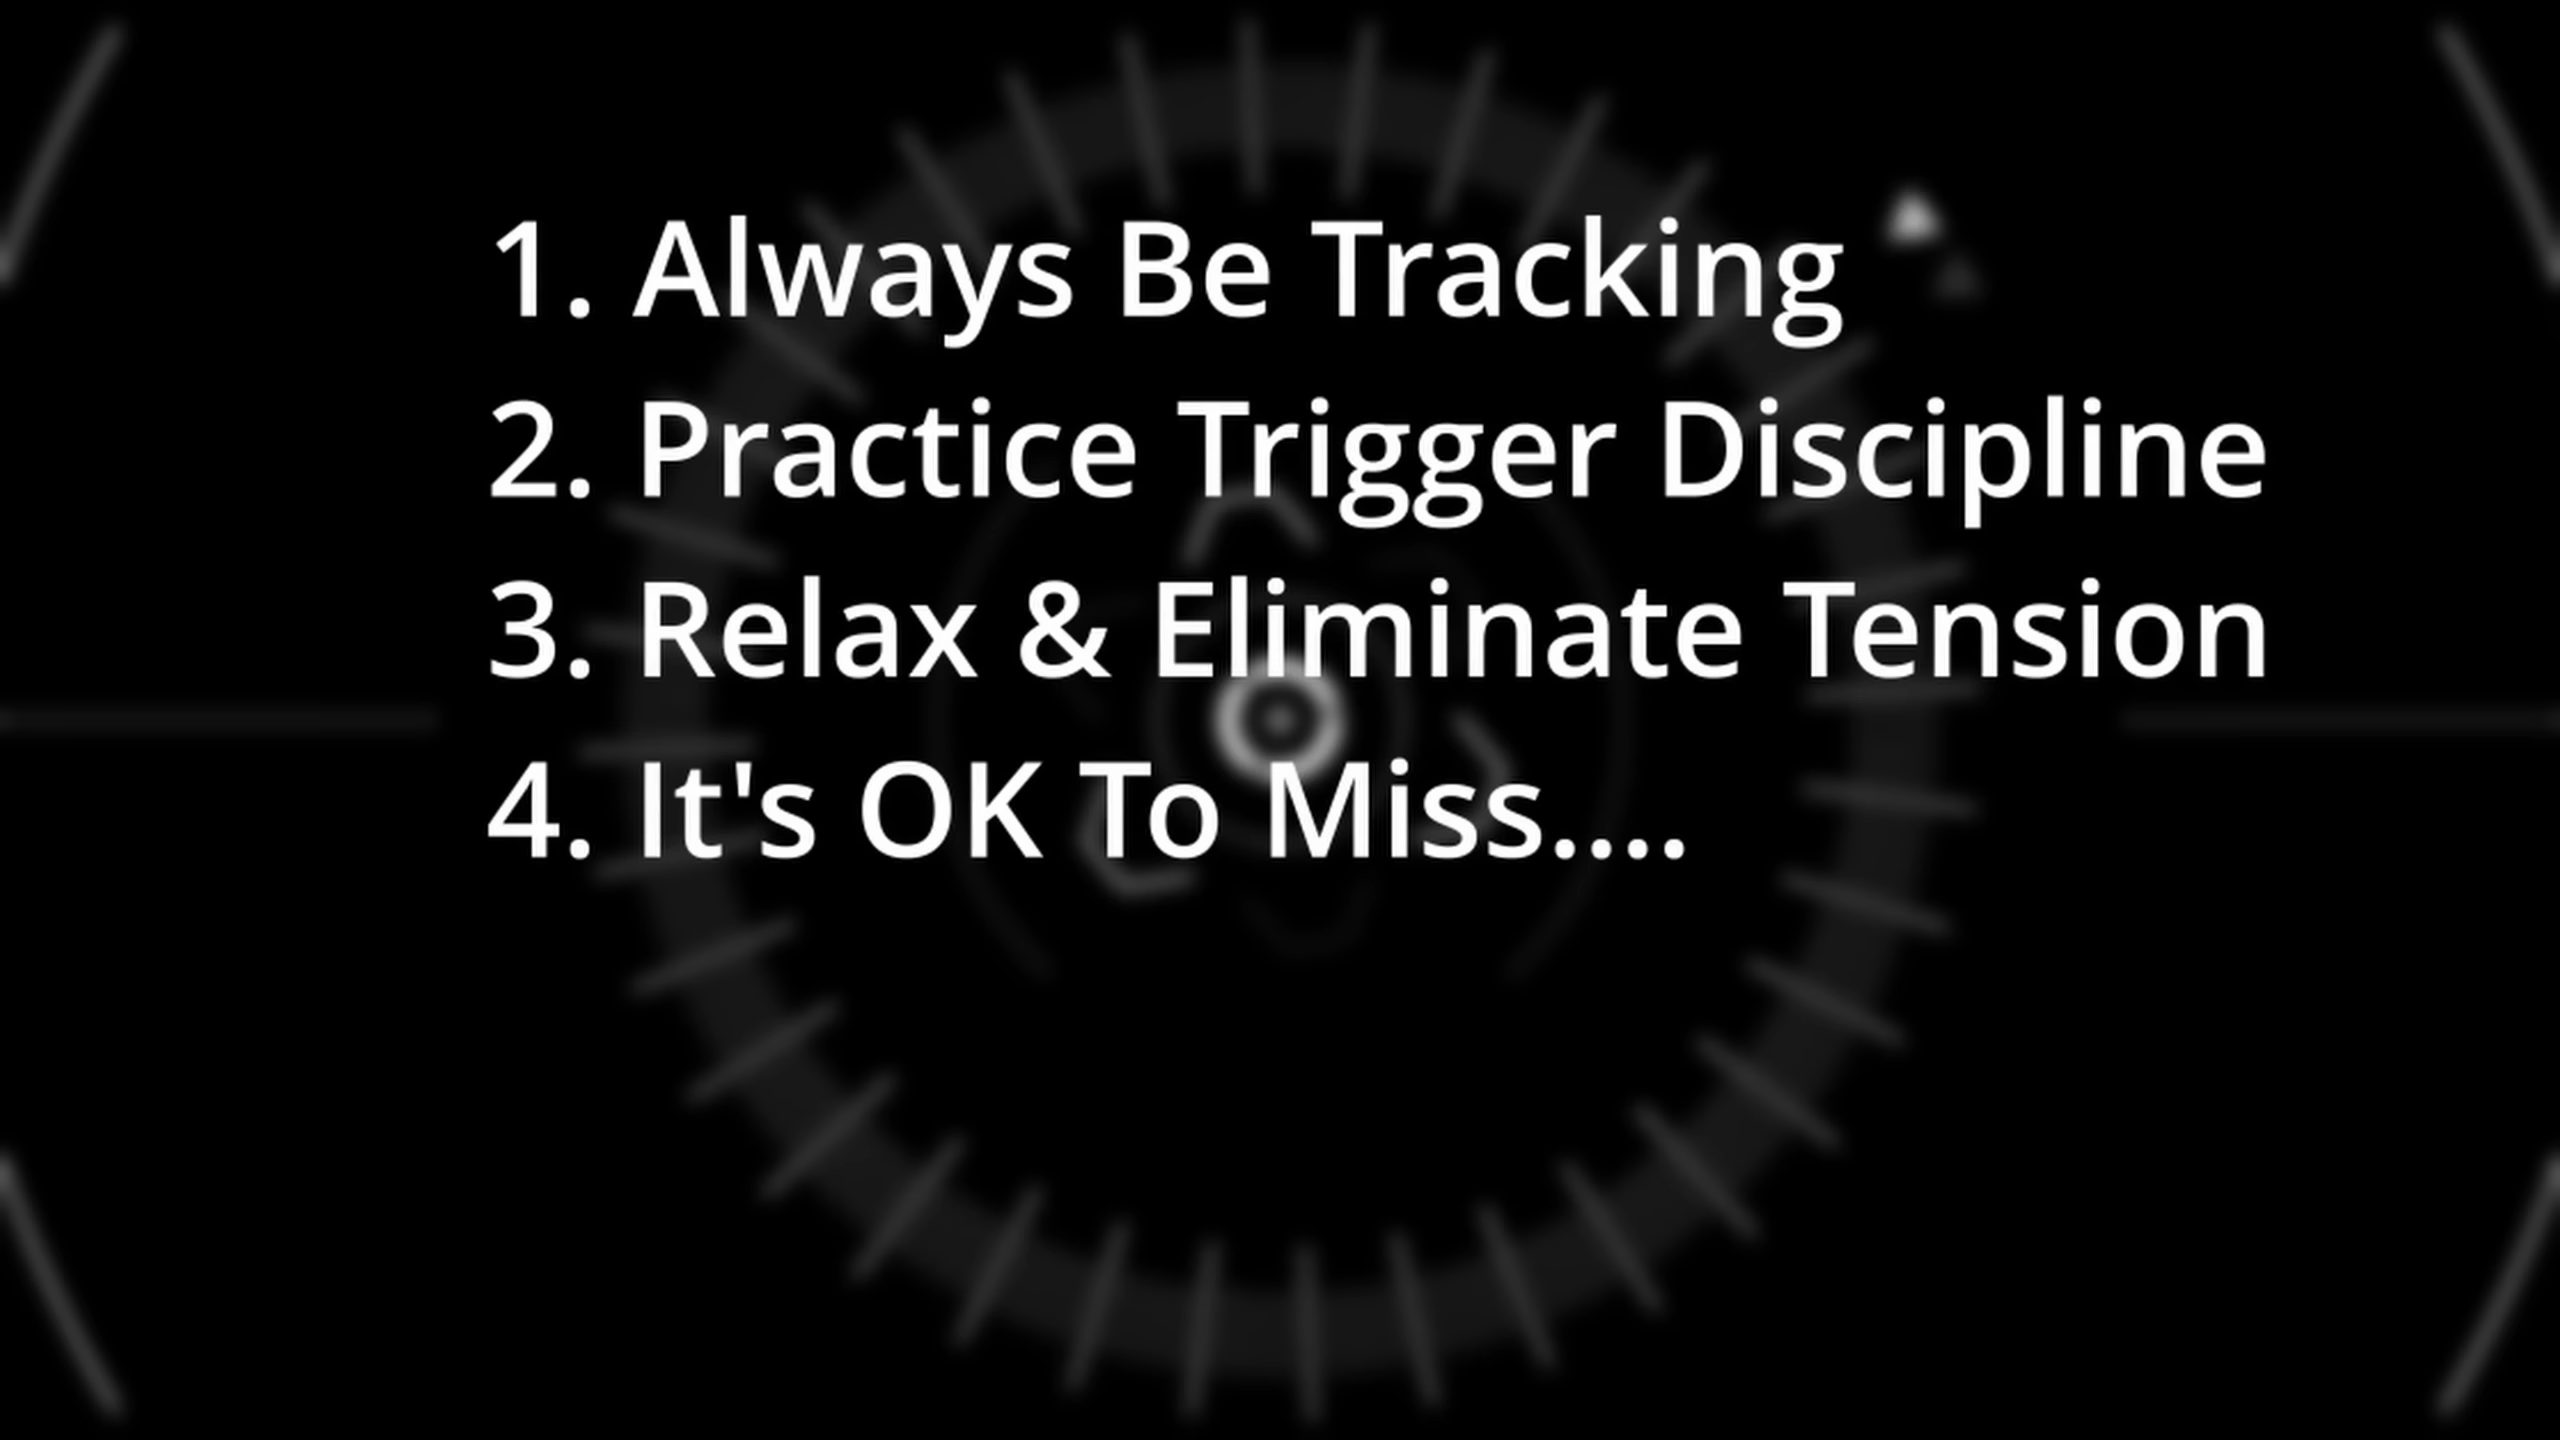 1. Always Be Tracking
2. Practice Trigger Discipline
3. Relax & Eliminate Tension
4. It's OK To Miss....